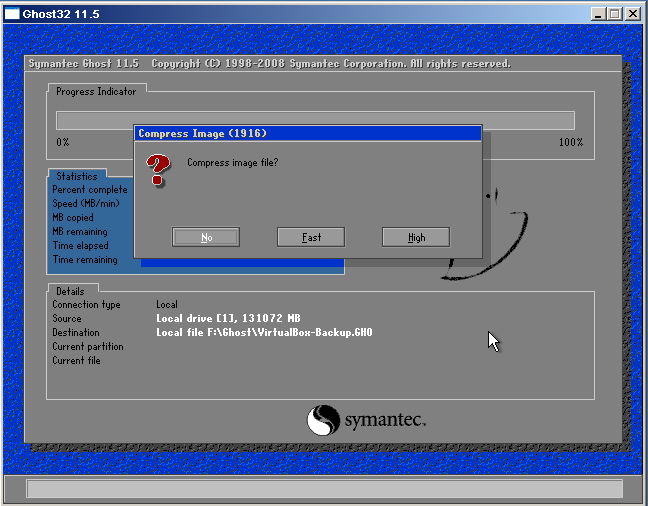 Ghost32 11.5
Symantec Ghost 11.5 Copyright (C) 1998-2008 Symantec Corporation. All rights reserved.
Progress Indicator
0%
100%
Compress Image (1916)
Compress image file?
No
Fast
High
Statistics
Percent complete
Speed (MB/min)
MB copied
MB remaining
Time elapsed
Time remaining
Details
Connection type Local
Source Local drive [1], 131072 MB
Destination Local file F:\Ghost\VirtualBox-Backup.GHO
Current partition
Current file
symantec.